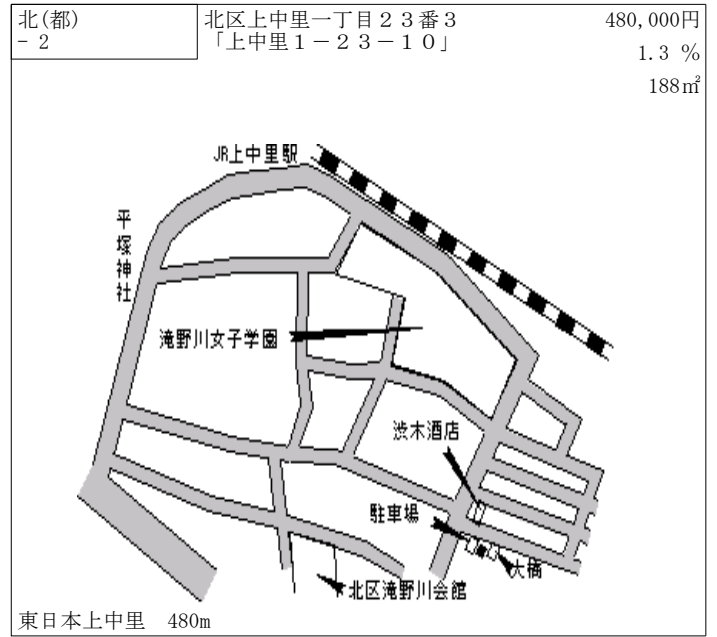 北(都)
- 2
北区上中里一丁目２３番３
「上中里１－２３－１０」
480,000円
1.3 %
188㎡
JR上中里駅
平塚神社
滝野川女子学園
渋木酒店
駐車場
大橋
北区滝野川会館
東日本上中里　480m